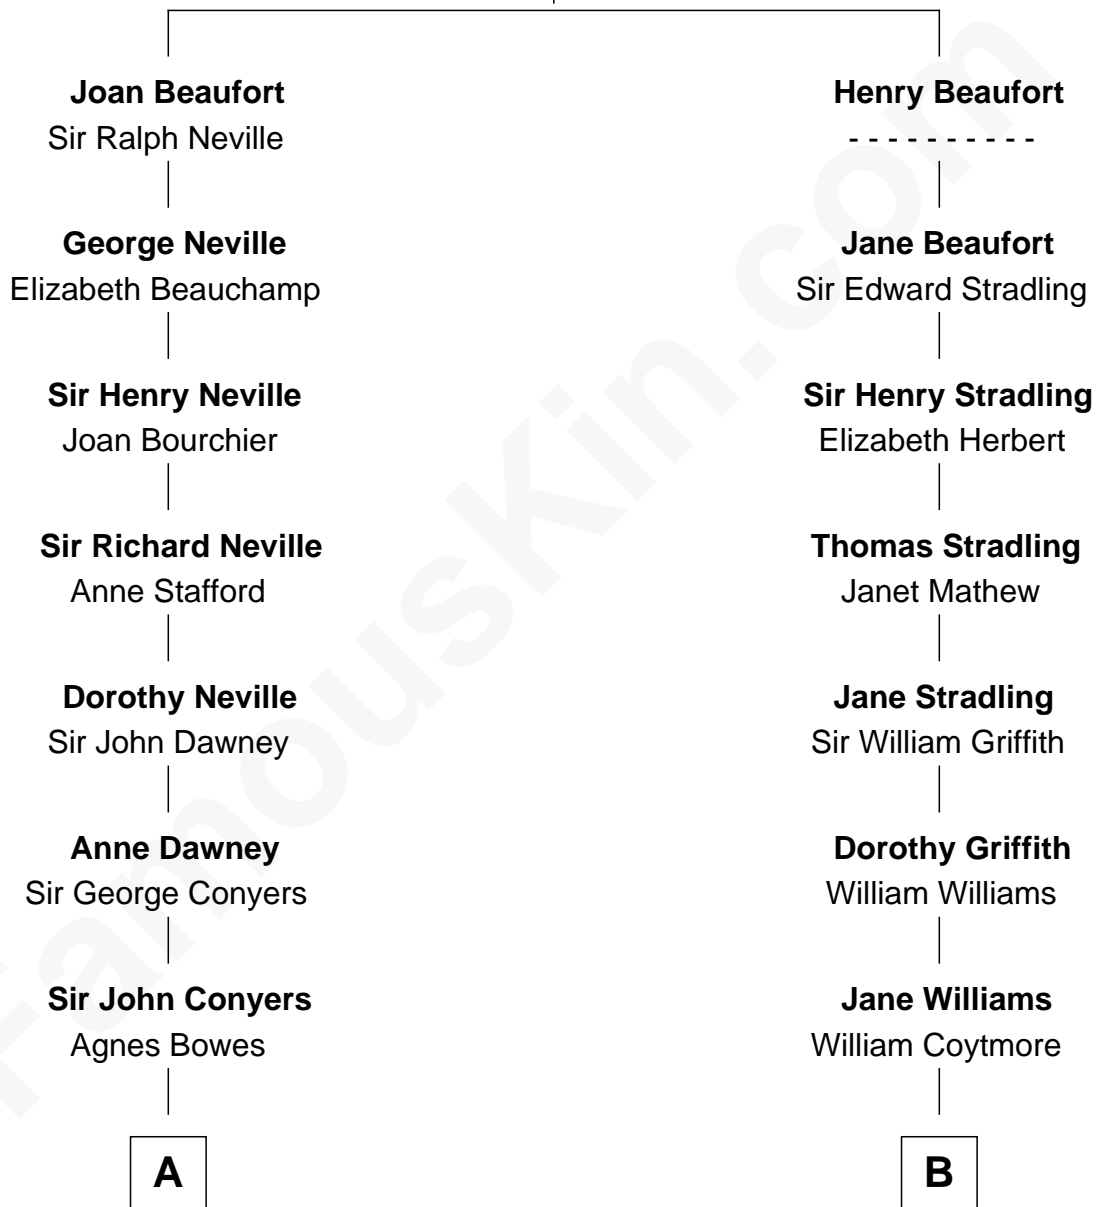 Joan Beaufort
Sir Ralph Neville
George Neville
Elizabeth Beauchamp
Sir Henry Neville
Joan Bourchier
Sir Richard Neville
Anne Stafford
Dorothy Neville
Sir John Dawney
Anne Dawney
Sir George Conyers
Sir John Conyers
Agnes Bowes
A
Henry Beaufort
- - - - - - - - - -
Jane Beaufort
Sir Edward Stradling
Sir Henry Stradling
Elizabeth Herbert
Thomas Stradling
Janet Mathew
Jane Stradling
Sir William Griffith
Dorothy Griffith
William Williams
Jane Williams
William Coytmore
B
FamousKin.com